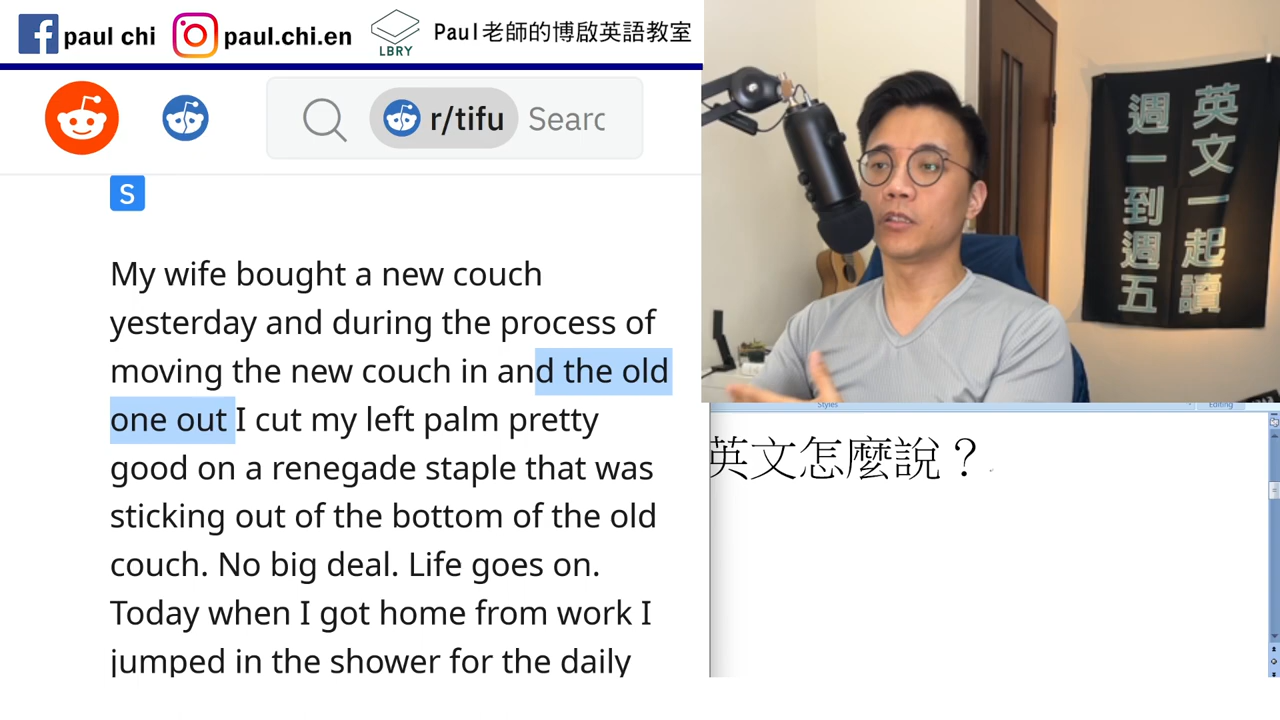 paul chi
paul.chi.en
LBRY
Paul老師的博啟英語教室
r/tifu
Searc
S
My wife bought a new couch
yesterday and during the process of
moving the new couch in and the old
one out I cut my left palm pretty
good on a renegade staple that was
sticking out of the bottom of the old
couch. No big deal. Life goes on.
Today when I got home from work I
jumped in the shower for the daily
英文一起讀
週一到週五
Styles
Editing
英文怎麼說？